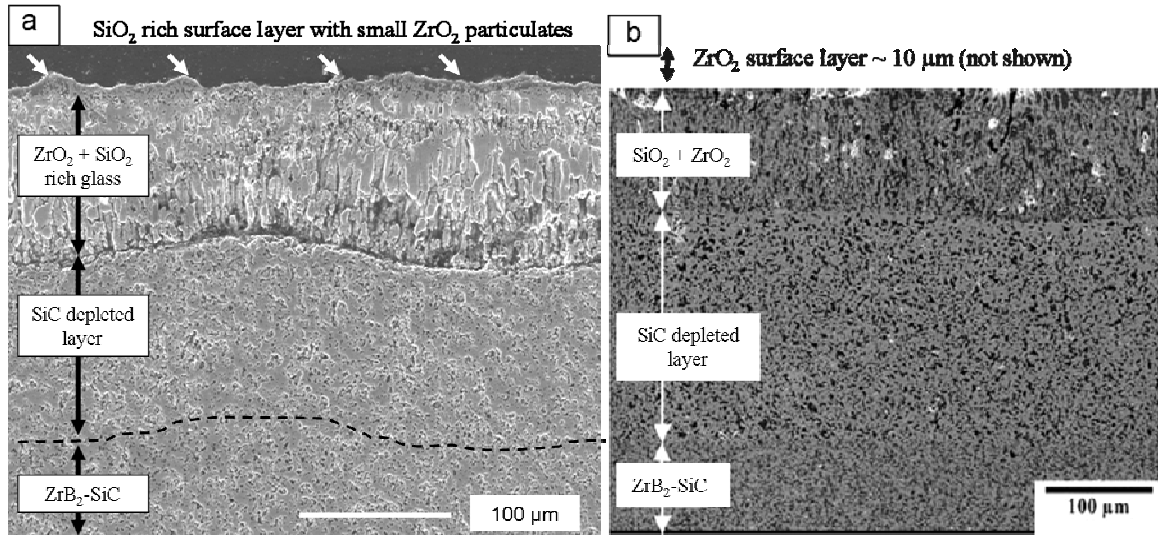 a
SiO₂ rich surface layer with small ZrO₂ particulates
ZrO₂ + SiO₂
rich glass
SiC depleted
layer
ZrB₂-SiC
100 µm
b
ZrO₂ surface layer ~ 10 µm (not shown)
SiO₂ + ZrO₂
SiC depleted
layer
ZrB₂-SiC
100 µm